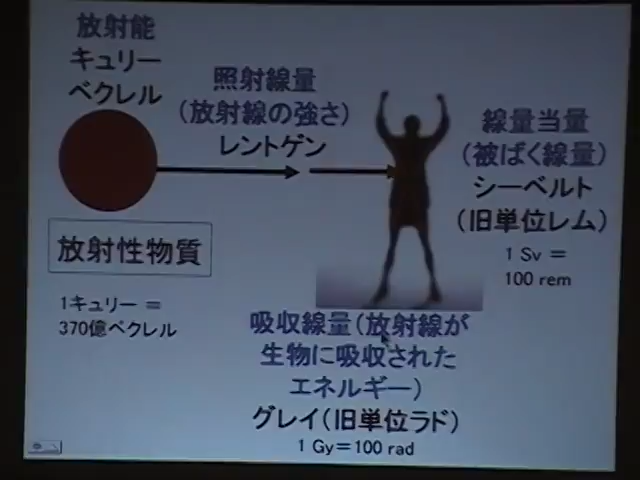 放射能
キュリー
ベクレル
照射線量
(放射線の強さ)
レントゲン
線量当量
(被ばく線量)
シーベルト
(旧単位レム)
1 Sv =
100 rem
放射性物質
1キュリー =
370億ベクレル
吸収線量(放射線が
生物に吸収された
エネルギー)
グレイ(旧単位ラド)
1 Gy=100 rad